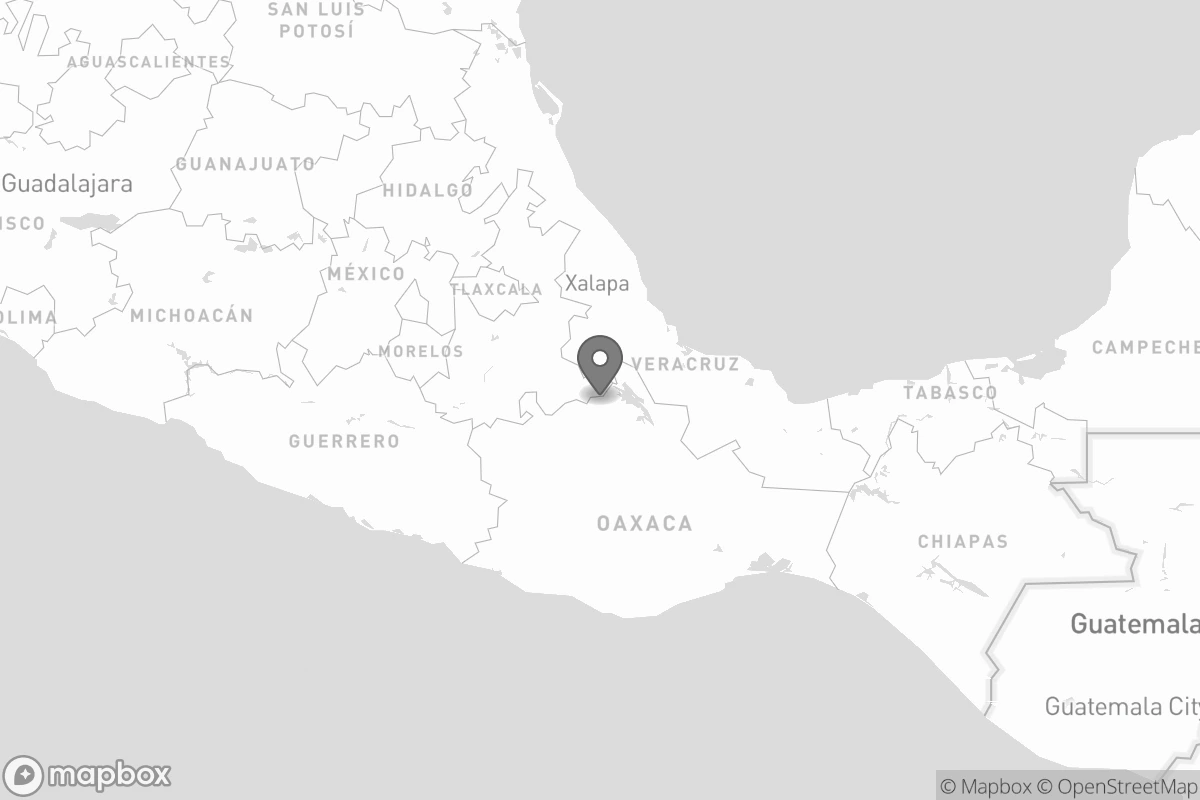 SAN LUIS
POTOSÍ
AGUASCALIENTES
GUANAJUATO
HIDALGO
Guadalajara
ISCO
MÉXICO
TLAXCALA
Xalapa
OLIMA
MICHOACÁN
MORELOS
VERACRUZ
CAMPECHE
TABASCO
GUERRERO
OAXACA
CHIAPAS
Guatemala
Guatemala City
mapbox
© Mapbox © OpenStreetMap